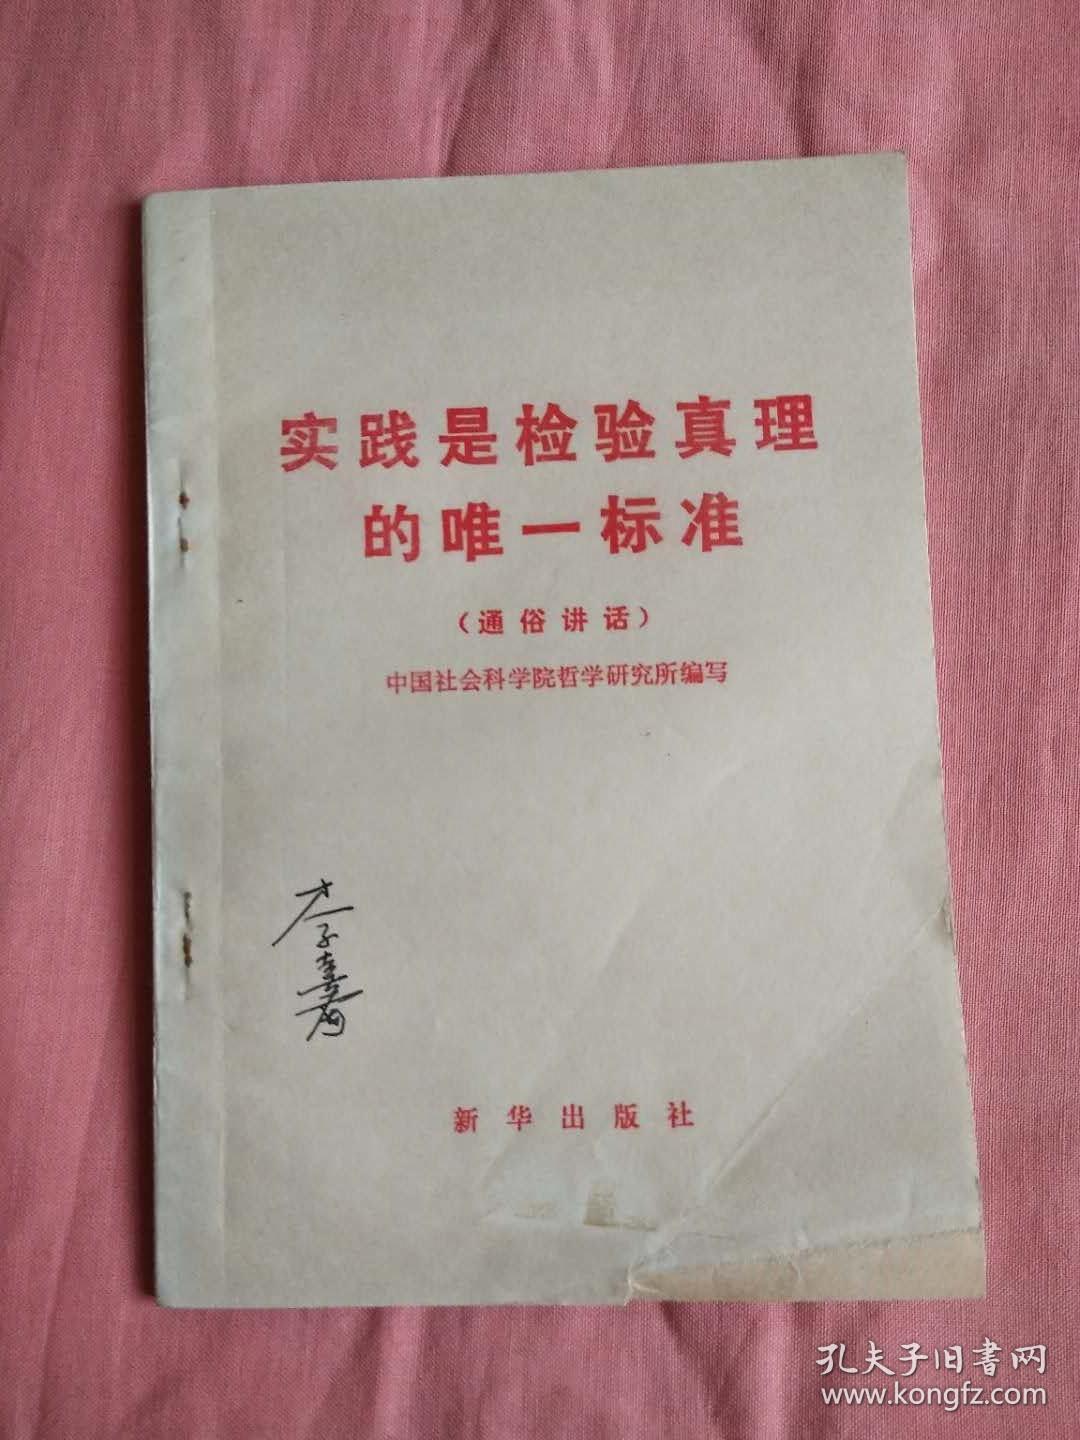 实践是检验真理
的唯一标准
（通俗讲话）
中国社会科学院哲学研究所编写
李
新华出版社
孔夫子旧書网
www.kongfz.com